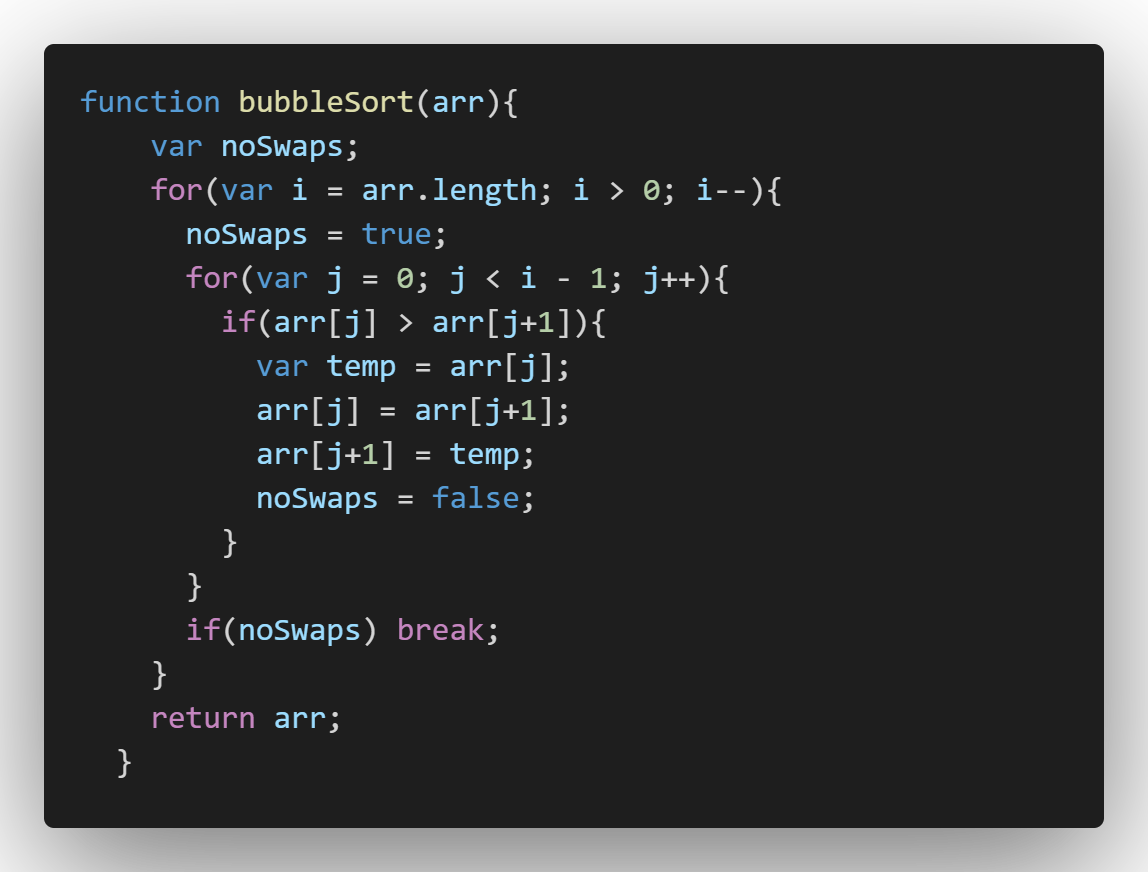 function bubbleSort(arr){
    var noSwaps;
    for(var i = arr.length; i > 0; i--){
      noSwaps = true;
      for(var j = 0; j < i - 1; j++){
        if(arr[j] > arr[j+1]){
          var temp = arr[j];
          arr[j] = arr[j+1];
          arr[j+1] = temp;
          noSwaps = false;
        }
      }
      if(noSwaps) break;
    }
    return arr;
  }